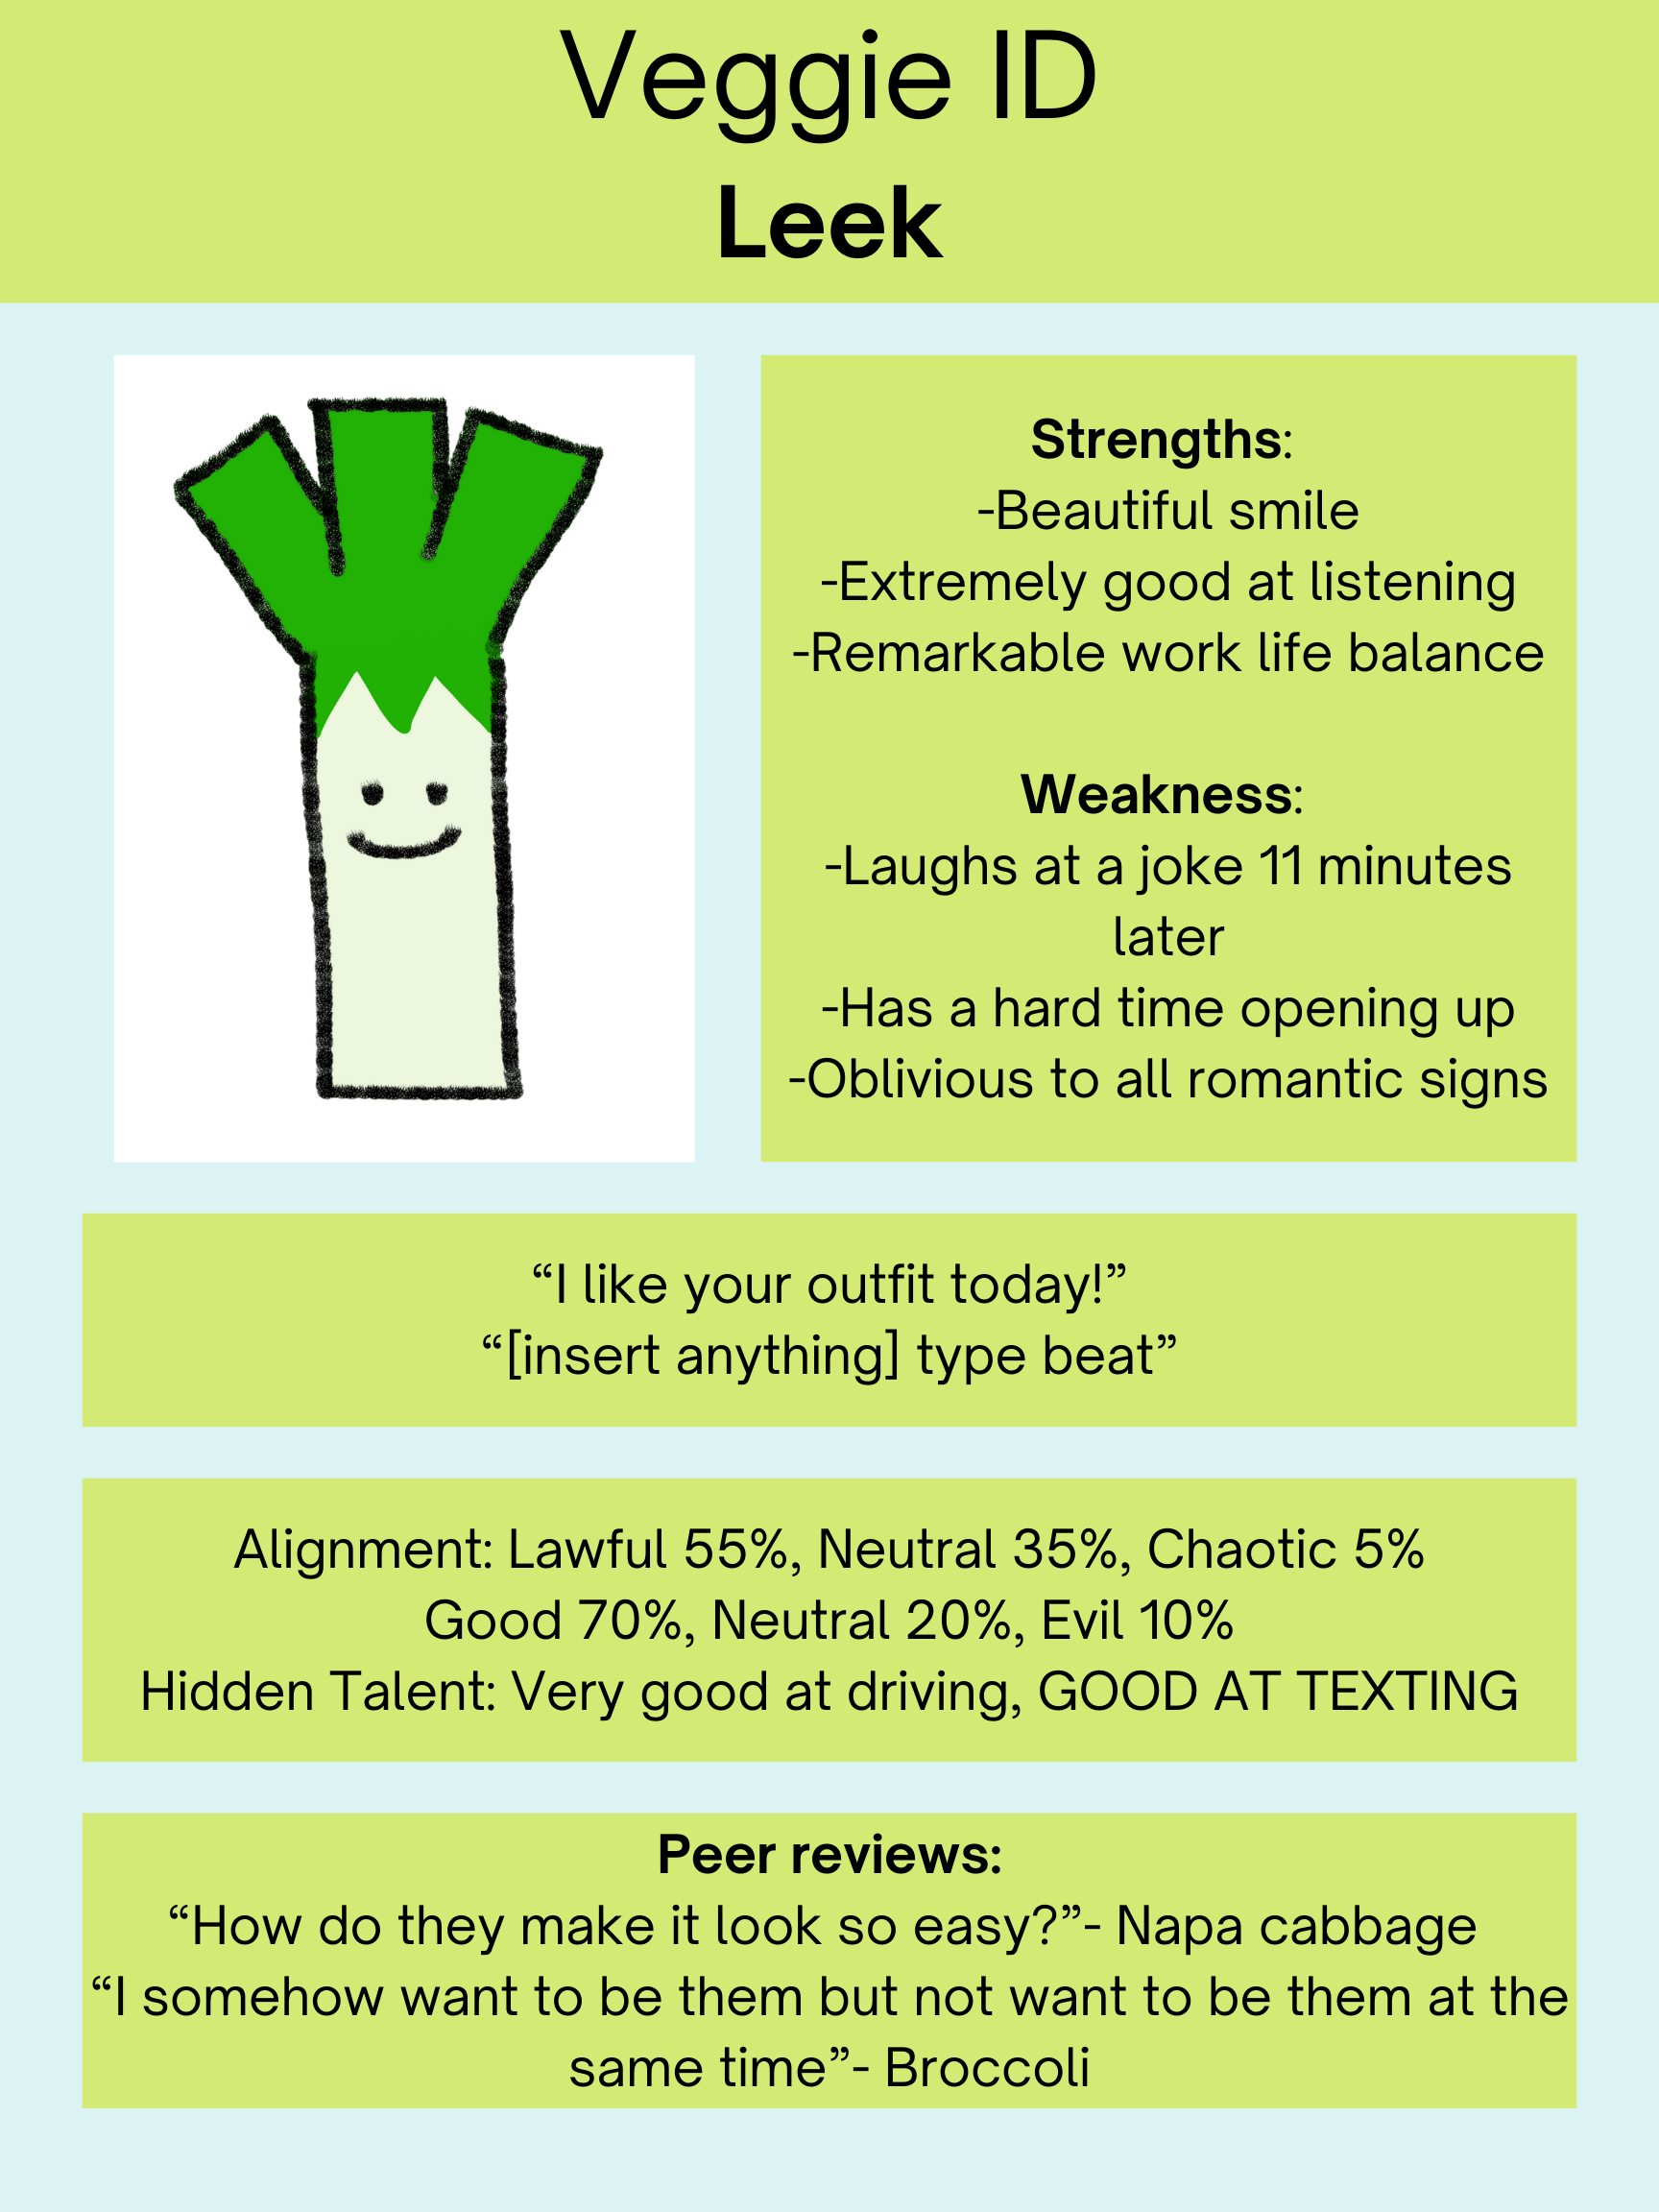 Veggie ID
Leek
Strengths:
-Beautiful smile
-Extremely good at listening
-Remarkable work life balance
Weakness:
-Laughs at a joke 11 minutes
later
-Has a hard time opening up
-Oblivious to all romantic signs
“I like your outfit today!”
“[insert anything] type beat”
Alignment: Lawful 55%, Neutral 35%, Chaotic 5%
Good 70%, Neutral 20%, Evil 10%
Hidden Talent: Very good at driving, GOOD AT TEXTING
Peer reviews:
“How do they make it look so easy?”- Napa cabbage
“I somehow want to be them but not want to be them at the
same time”- Broccoli